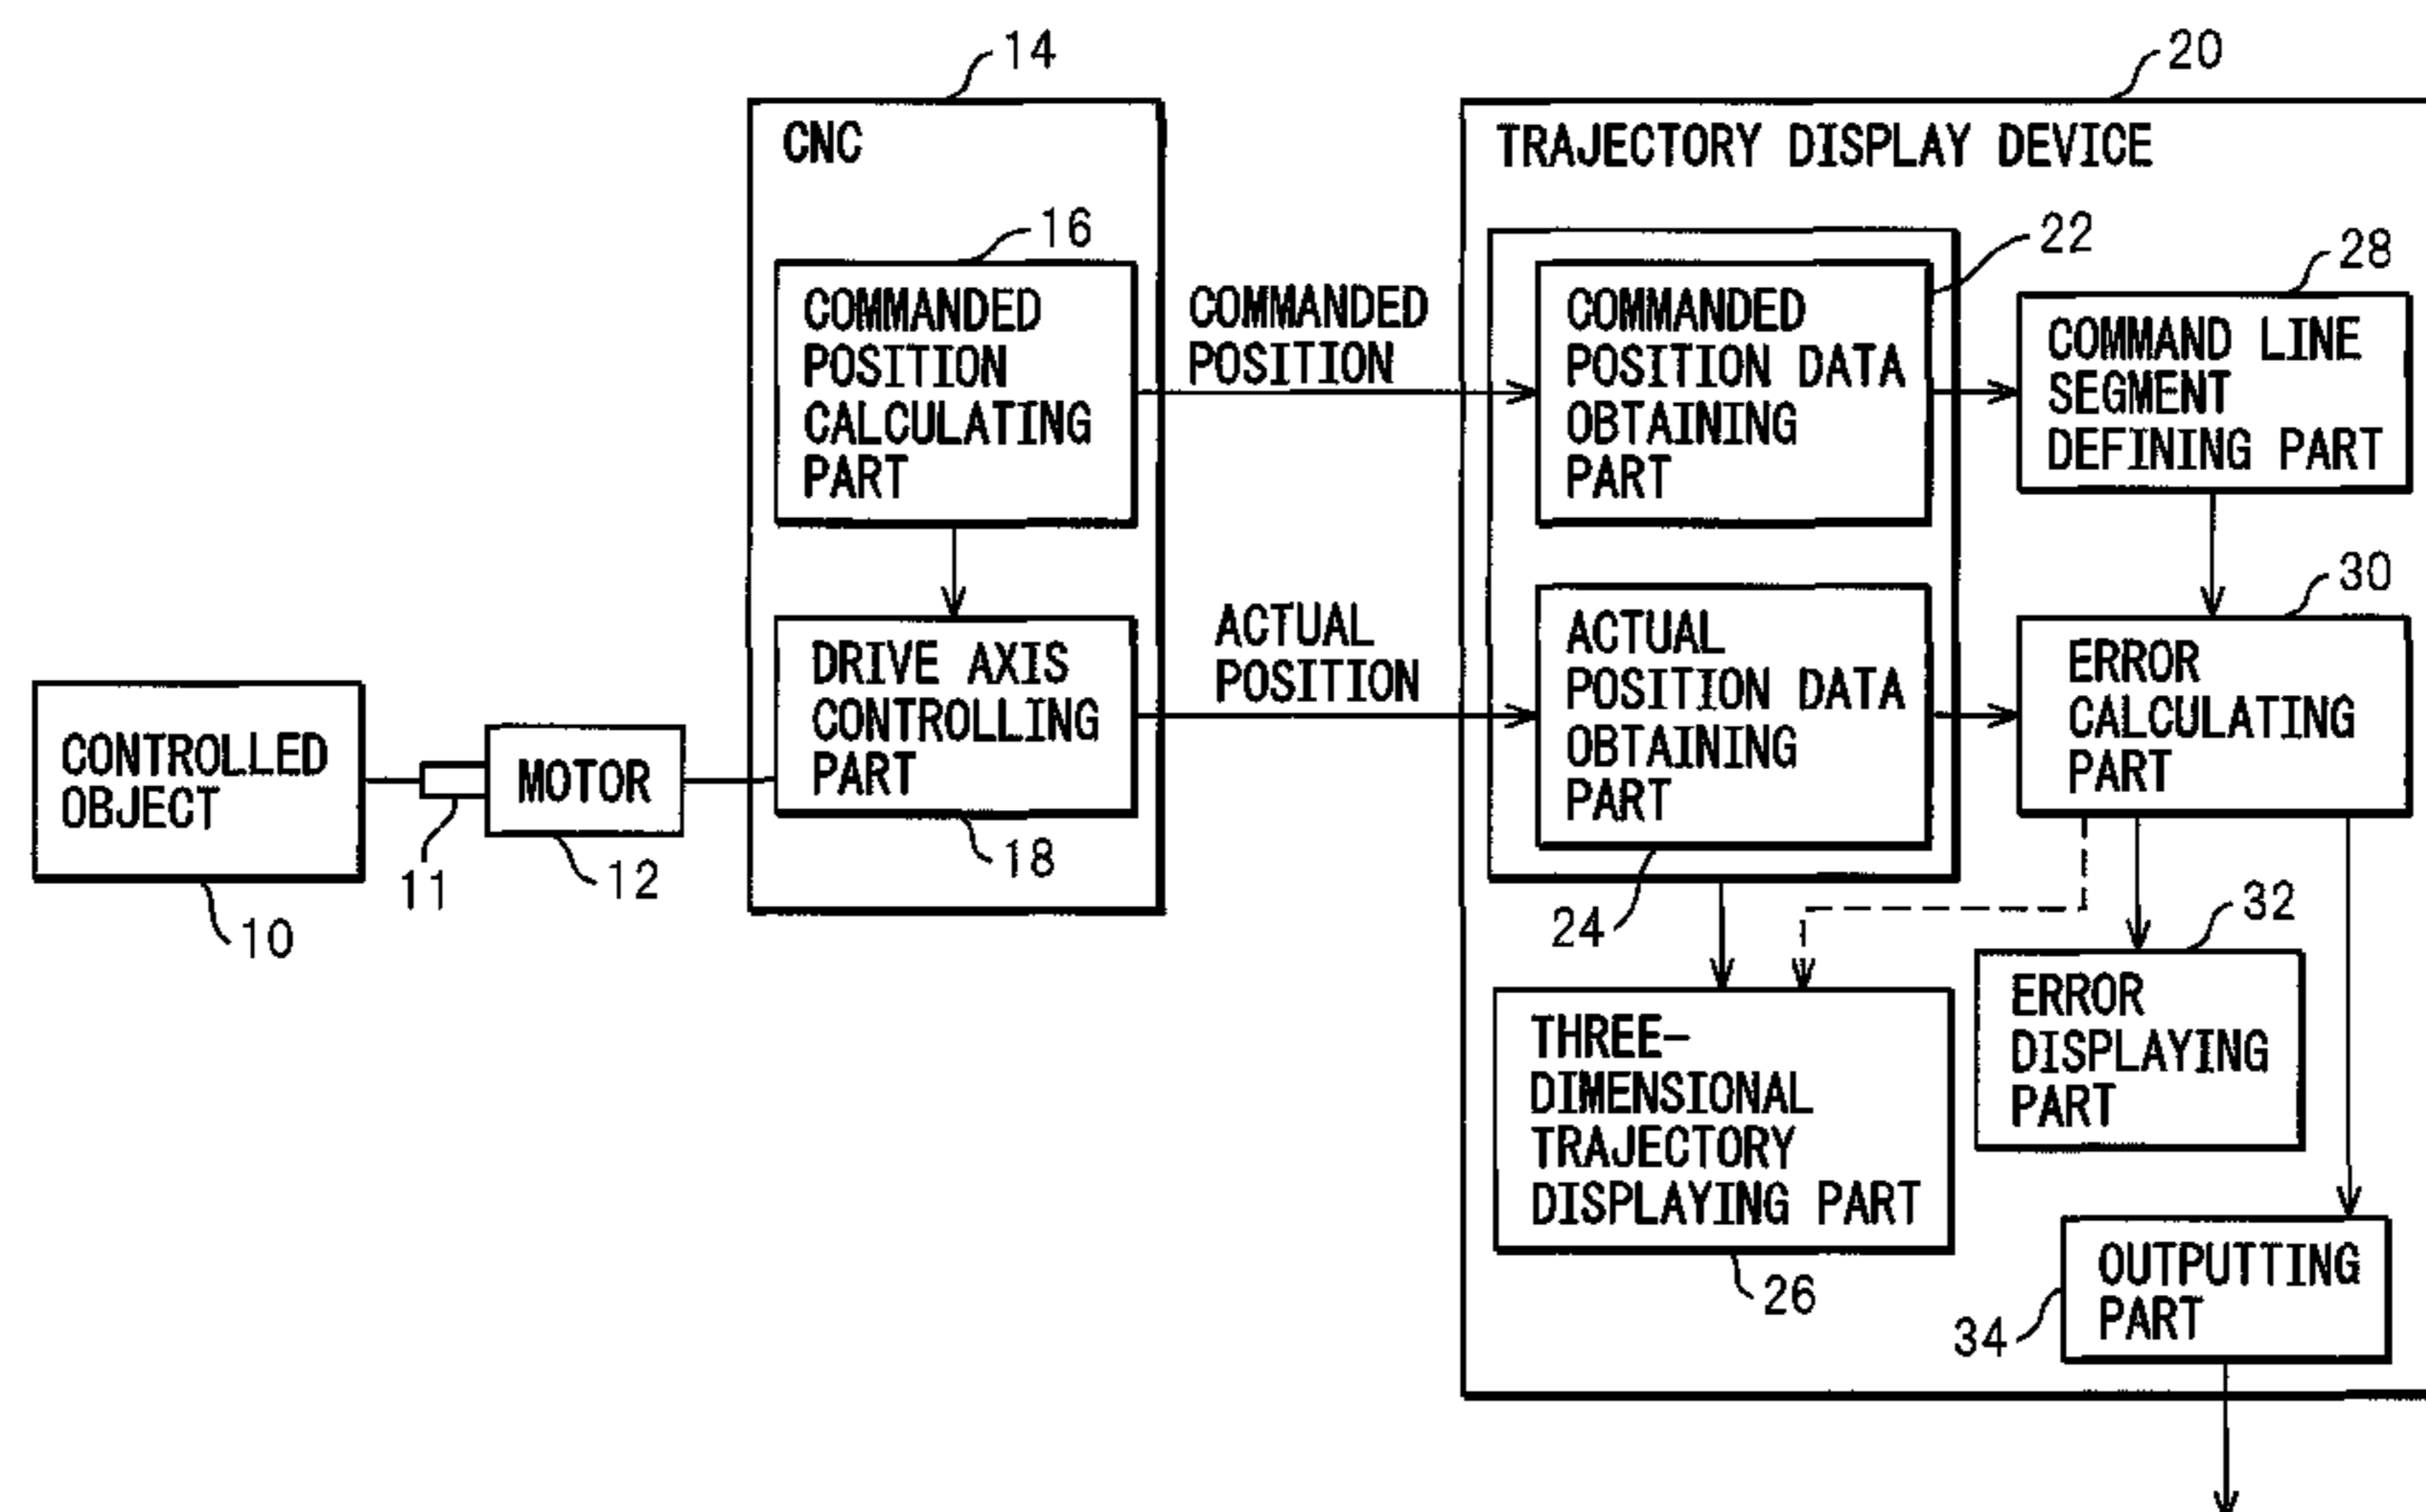 14
20
CNC
TRAJECTORY DISPLAY DEVICE
16
COMMANDED
POSITION
CALCULATING
PART
COMMANDED
POSITION
22
COMMANDED
POSITION DATA
OBTAINING
PART
28
COMMAND LINE
SEGMENT
DEFINING PART
CONTROLLED
OBJECT
10
11
MOTOR
12
DRIVE AXIS
CONTROLLING
PART
18
ACTUAL
POSITION
ACTUAL
POSITION DATA
OBTAINING
PART
24
30
ERROR
CALCULATING
PART
32
ERROR
DISPLAYING
PART
THREE-
DIMENSIONAL
TRAJECTORY
DISPLAYING PART
26
34
OUTPUTTING
PART